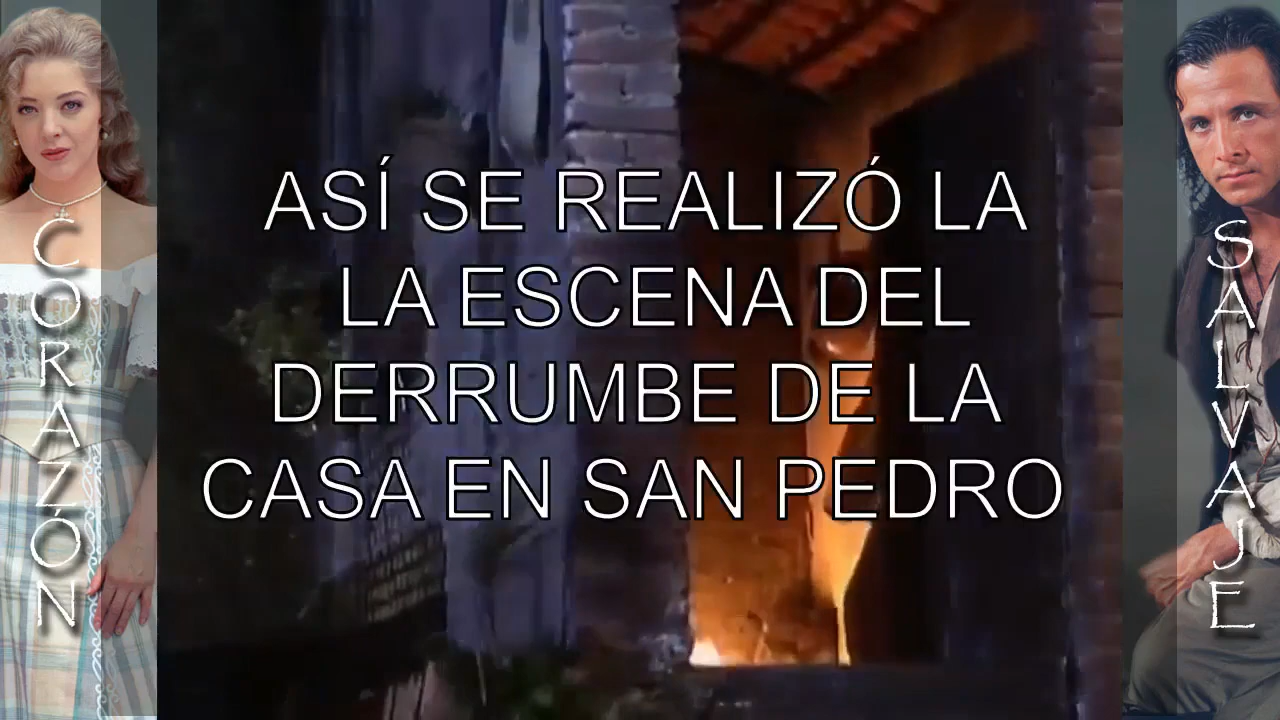 ASÍ SE REALIZÓ LA
LA ESCENA DEL
DERRUMBE DE LA
CASA EN SAN PEDRO
CORAZÓN
SALVAJE